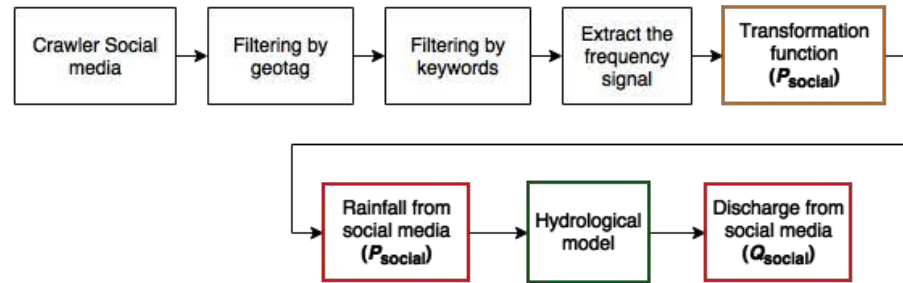 Crawler Social
media
Filtering by
geotag
Filtering by
keywords
Extract the
frequency
signal
Transformation
function
(Psocial)
Rainfall from
social media
(Psocial)
Hydrological
model
Discharge from
social media
(Qsocial)